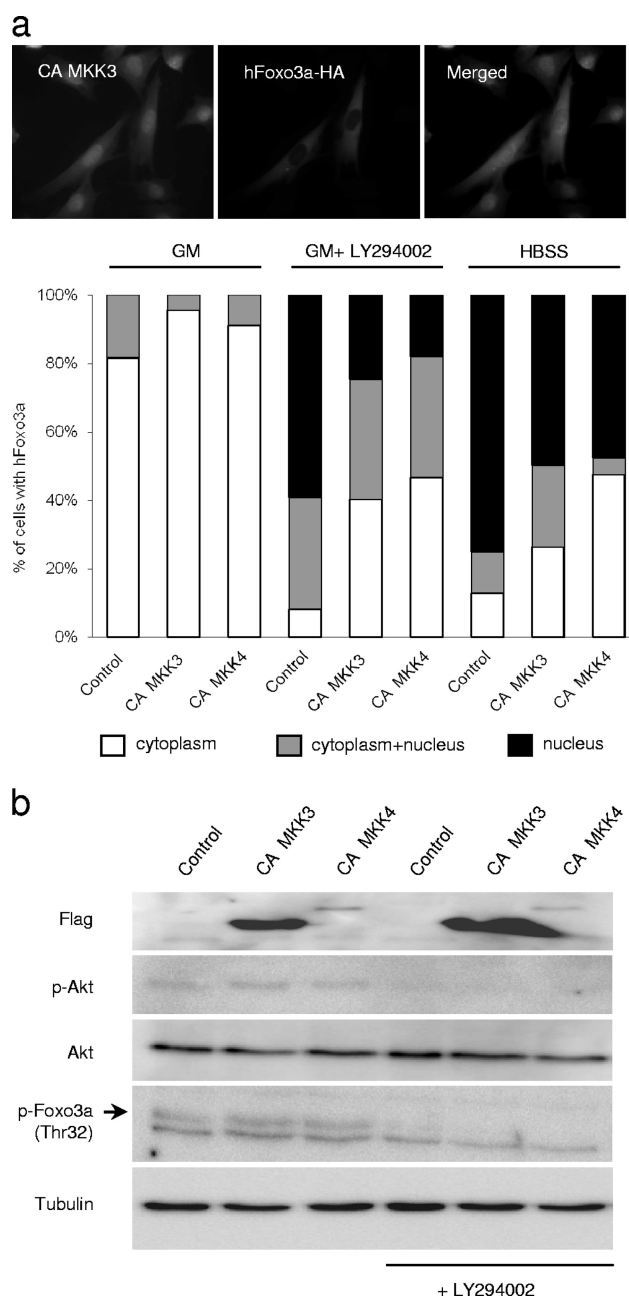 a
CA MKK3
hFoxo3a-HA
Merged
GM
GM+ LY294002
HBSS
100%
80%
60%
40%
20%
0%
% of cells with hFoxo3a
Control
CA MKK3
CA MKK4
Control
CA MKK3
CA MKK4
Control
CA MKK3
CA MKK4
cytoplasm
cytoplasm+nucleus
nucleus
b
Control
CA MKK3
CA MKK4
Control
CA MKK3
CA MKK4
Flag
p-Akt
Akt
p-Foxo3a
(Thr32)
Tubulin
+ LY294002